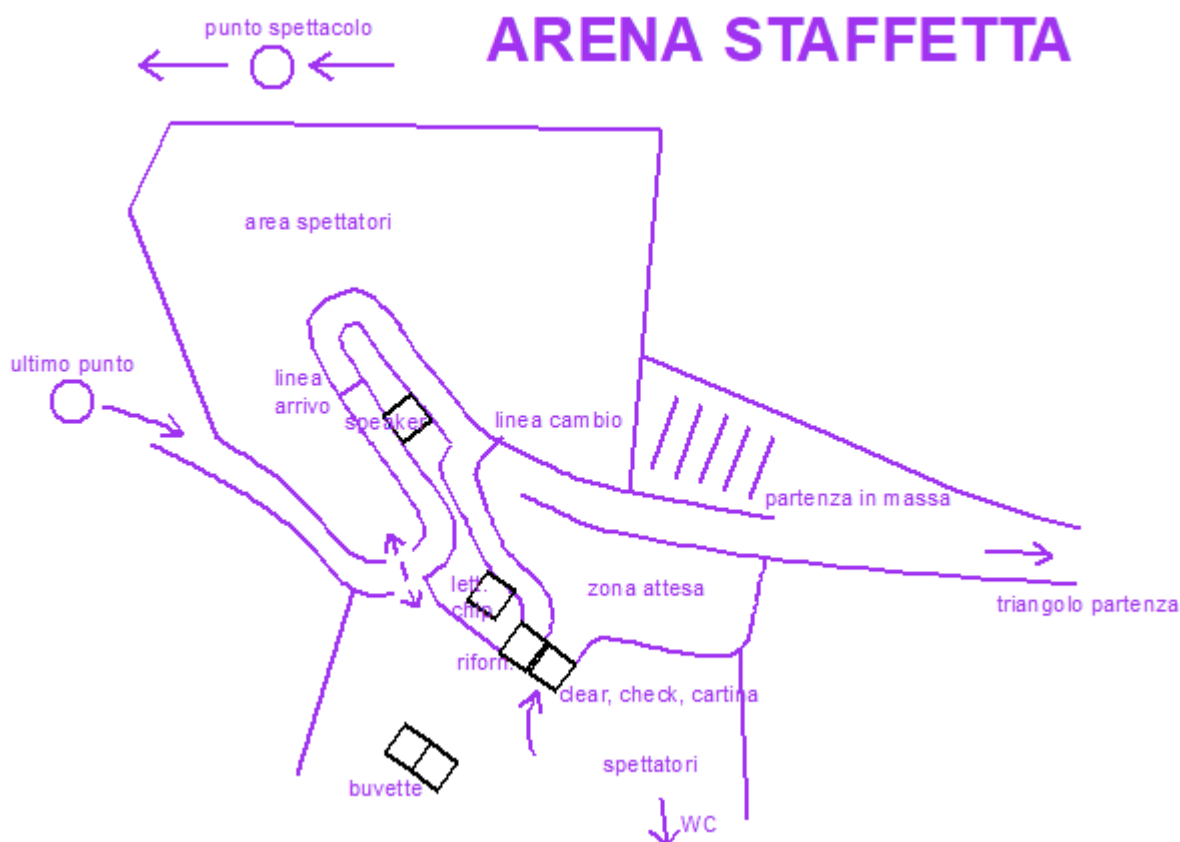 ARENA STAFFETTA
punto spettacolo
area spettatori
ultimo punto
linea
arrivo
speaker
linea cambio
partenza in massa
lett.
chip
zona attesa
triangolo partenza
riforn.
clear, check, cartina
spettatori
buvette
WC